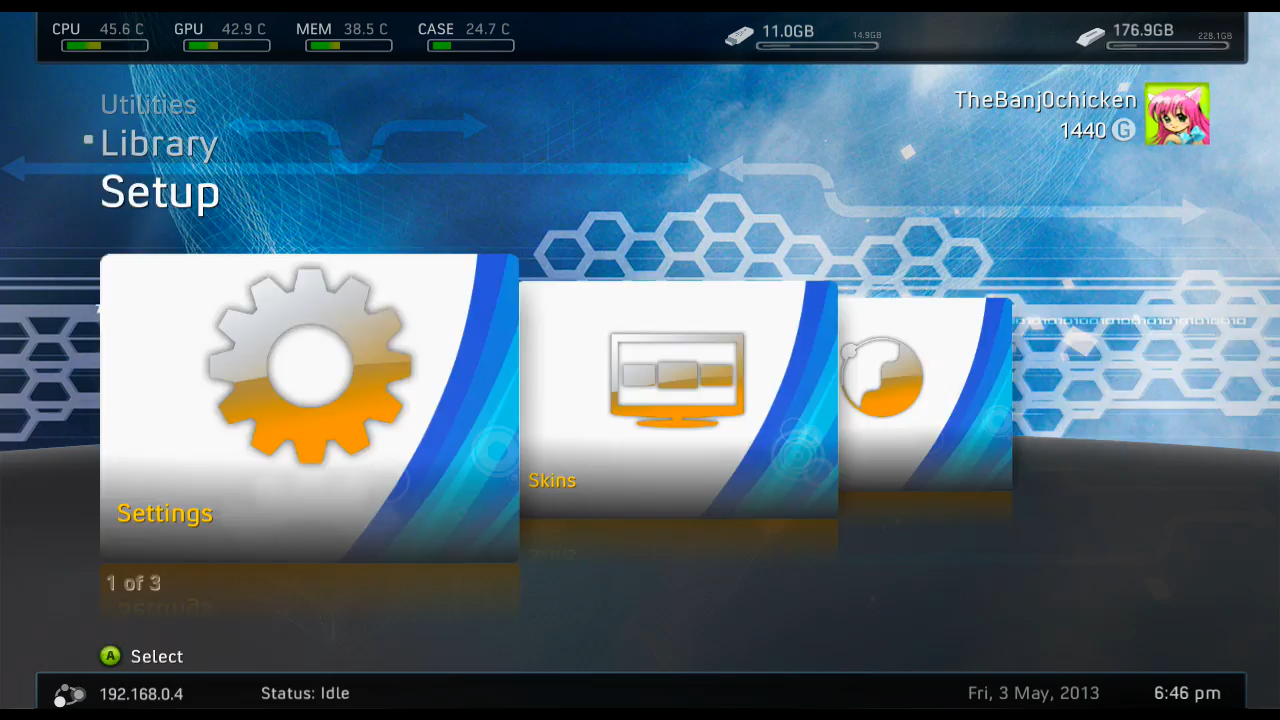 CPU 45.6 C GPU 42.9 C MEM 38.5 C CASE 24.7 C 11.0GB 14.9GB 176.9GB 228.1GB
Utilities
Library
Setup
TheBanj0chicken
1440 G
Settings
Skins
1 of 3
A Select
192.168.0.4 Status: Idle Fri, 3 May, 2013 6:46 pm